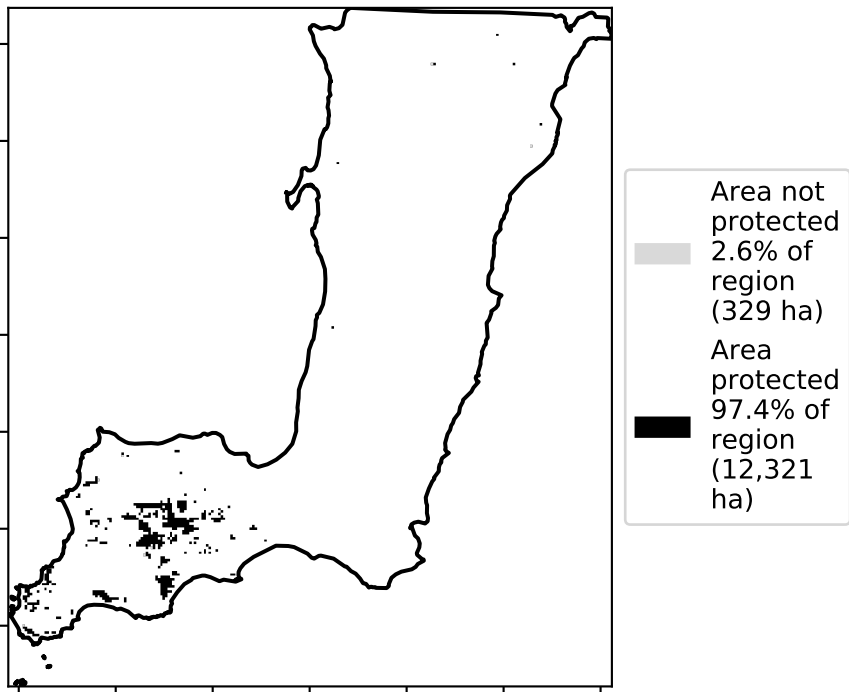 Area not
protected
2.6% of
region
(329 ha)
Area
protected
97.4% of
region
(12,321
ha)